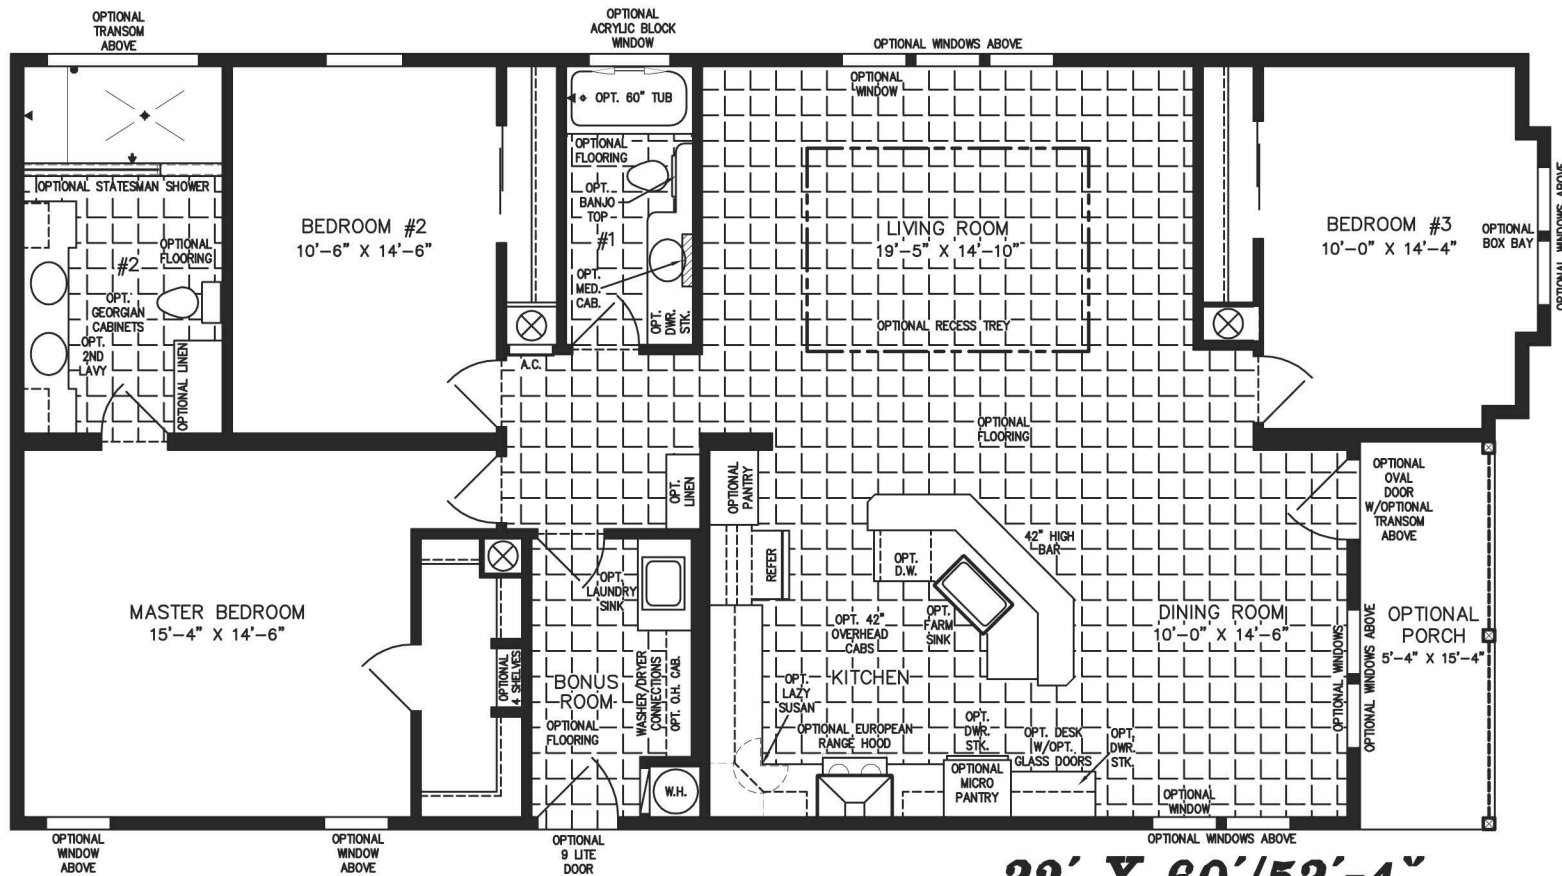 OPTIONAL
TRANSOM
ABOVE
OPTIONAL
ACRYLIC BLOCK
WINDOW
OPTIONAL WINDOWS ABOVE
OPTIONAL
WINDOW
OPT. 60" TUB
OPTIONAL
FLOORING
OPT.
BANJO
TOP
#1
OPT.
MED.
CAB.
OPT.
DWR.
STK.
OPTIONAL STATESMAN SHOWER
OPTIONAL
FLOORING
#2
OPT.
GEORGIAN
CABINETS
OPT.
2ND
LAVY
OPTIONAL LINEN
BEDROOM #2
10'-6" X 14'-6"
A.C.
LIVING ROOM
19'-5" X 14'-10"
OPTIONAL RECESS TREY
BEDROOM #3
10'-0" X 14'-4"
OPTIONAL
BOX BAY
OPTIONAL WINDOWS ABOVE
OPTIONAL
FLOORING
OPT.
LINEN
OPTIONAL
PANTRY
REFER
OPT.
D.W.
42" HIGH
BAR
OPTIONAL
OVAL
DOOR
W/OPTIONAL
TRANSOM
ABOVE
MASTER BEDROOM
15'-4" X 14'-6"
OPTIONAL
4 SHELVES
OPT.
LAUNDRY
SINK
BONUS
ROOM
OPTIONAL
FLOORING
WASHER/DRYER
CONNECTIONS
OPT. O.H. CAB.
W.H.
OPT. 42"
OVERHEAD
CABS
OPT.
FARM
SINK
KITCHEN
OPT.
LAZY
SUSAN
OPTIONAL EUROPEAN
RANGE HOOD
OPT.
DWR.
STK.
OPTIONAL
MICRO
PANTRY
OPT. DESK
W/OPT.
GLASS DOORS
OPT.
DWR.
STK.
DINING ROOM
10'-0" X 14'-6"
OPTIONAL WINDOWS
OPTIONAL WINDOWS ABOVE
OPTIONAL
PORCH
5'-4" X 15'-4"
OPTIONAL
WINDOW
OPTIONAL WINDOWS ABOVE
OPTIONAL
WINDOW
ABOVE
OPTIONAL
WINDOW
ABOVE
OPTIONAL
9 LITE
DOOR